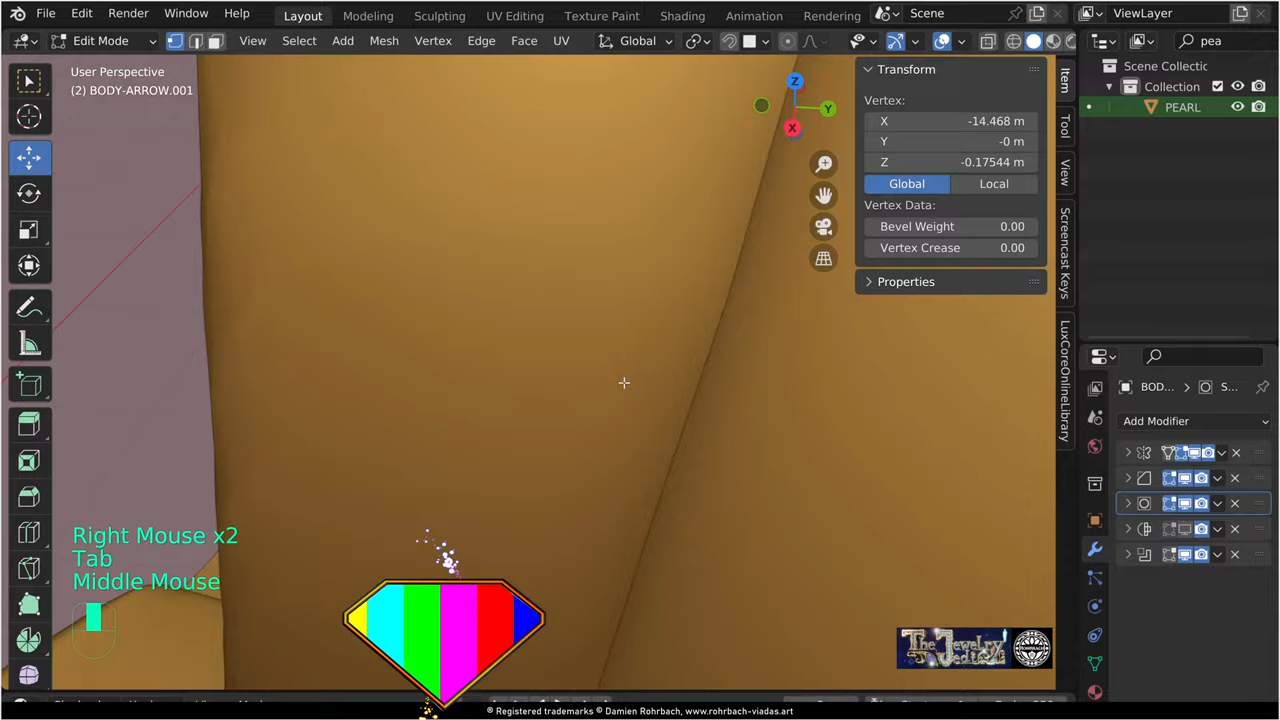 File Edit Render Window Help
Layout Modeling Sculpting UV Editing Texture Paint Shading Animation Rendering
Scene
ViewLayer
Edit Mode
View Select Add Mesh Vertex Edge Face UV
Global
pea
User Perspective
(2) BODY-ARROW.001
Z
Y
X
Transform
Vertex:
X -14.468 m
Y -0 m
Z -0.17544 m
Global Local
Vertex Data:
Bevel Weight 0.00
Vertex Crease 0.00
Properties
Item
Tool
View
Screencast Keys
LuxCoreOnlineLibrary
Scene Collectic
Collection
PEARL
BOD...
S...
Add Modifier
Right Mouse x2
Tab
Middle Mouse
® Registered trademarks © Damien Rohrbach, www.rohrbach-viadas.art